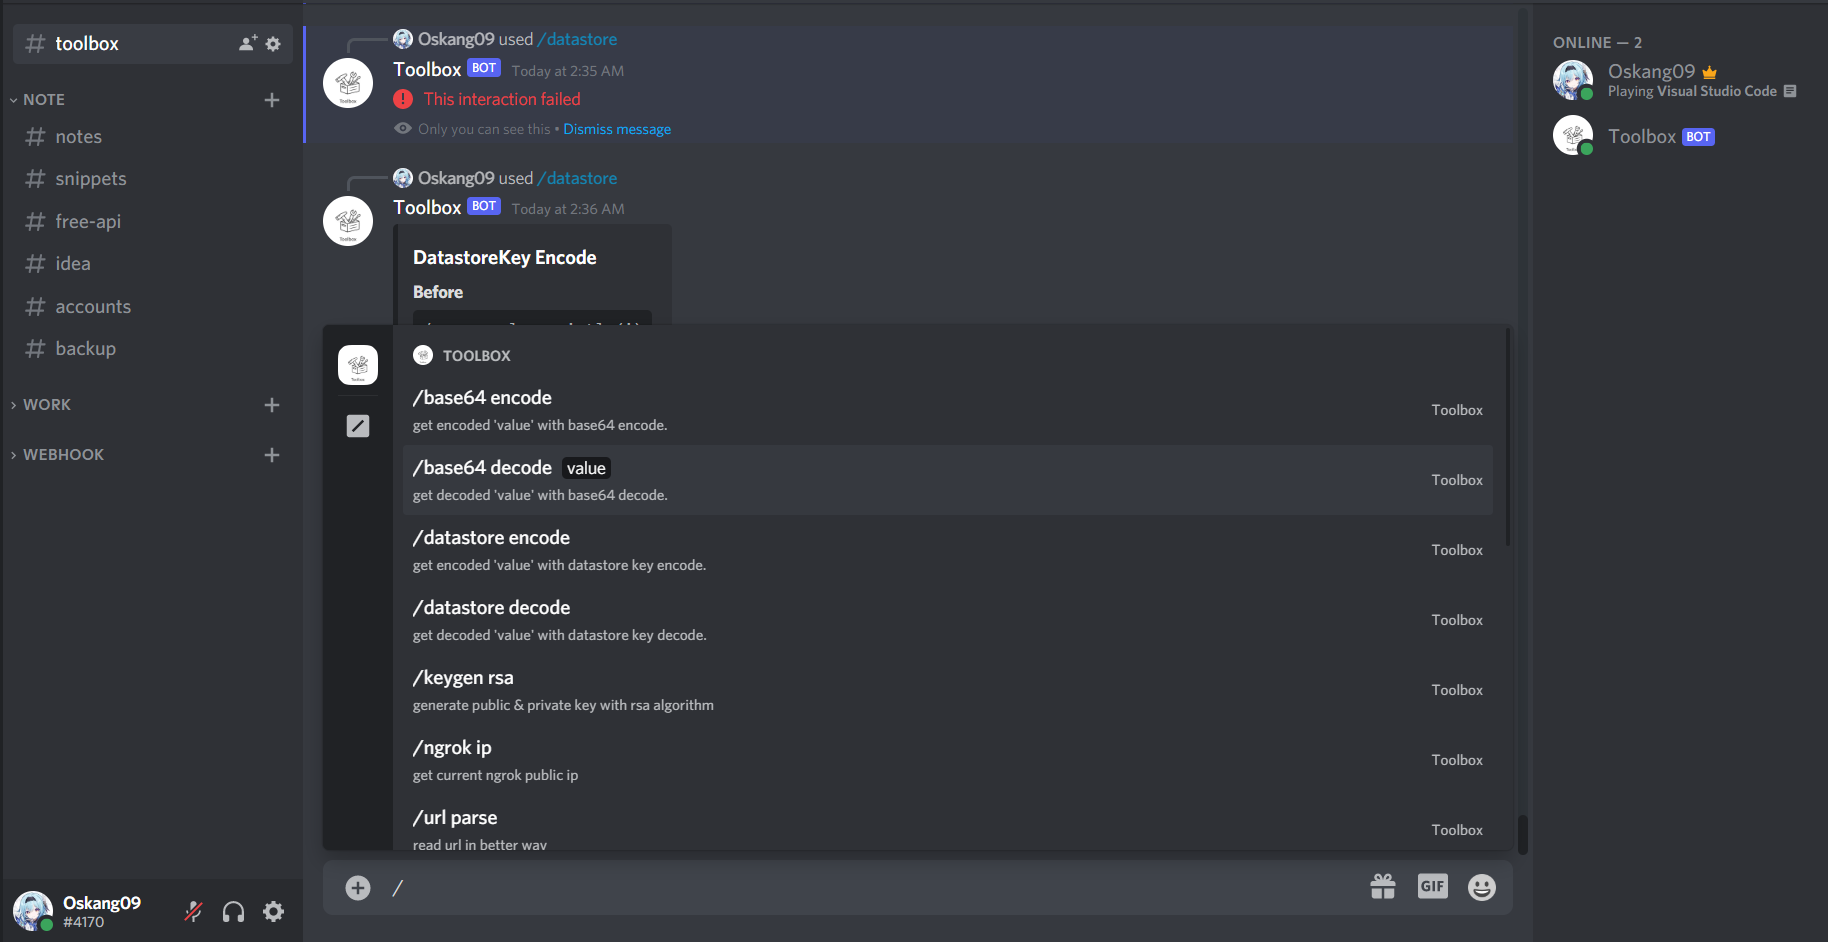 toolbox
NOTE
notes
snippets
free-api
idea
accounts
backup
WORK
WEBHOOK
Oskang09
#4170
Oskang09 used /datastore
Toolbox BOT Today at 2:35 AM
This interaction failed
Only you can see this • Dismiss message
Oskang09 used /datastore
Toolbox BOT Today at 2:36 AM
DatastoreKey Encode
Before
TOOLBOX
/base64 encode
get encoded 'value' with base64 encode.
Toolbox
/base64 decode value
get decoded 'value' with base64 decode.
Toolbox
/datastore encode
get encoded 'value' with datastore key encode.
Toolbox
/datastore decode
get decoded 'value' with datastore key decode.
Toolbox
/keygen rsa
generate public & private key with rsa algorithm
Toolbox
/ngrok ip
get current ngrok public ip
Toolbox
/url parse
read url in better way
Toolbox
/
GIF
ONLINE — 2
Oskang09
Playing Visual Studio Code
Toolbox BOT